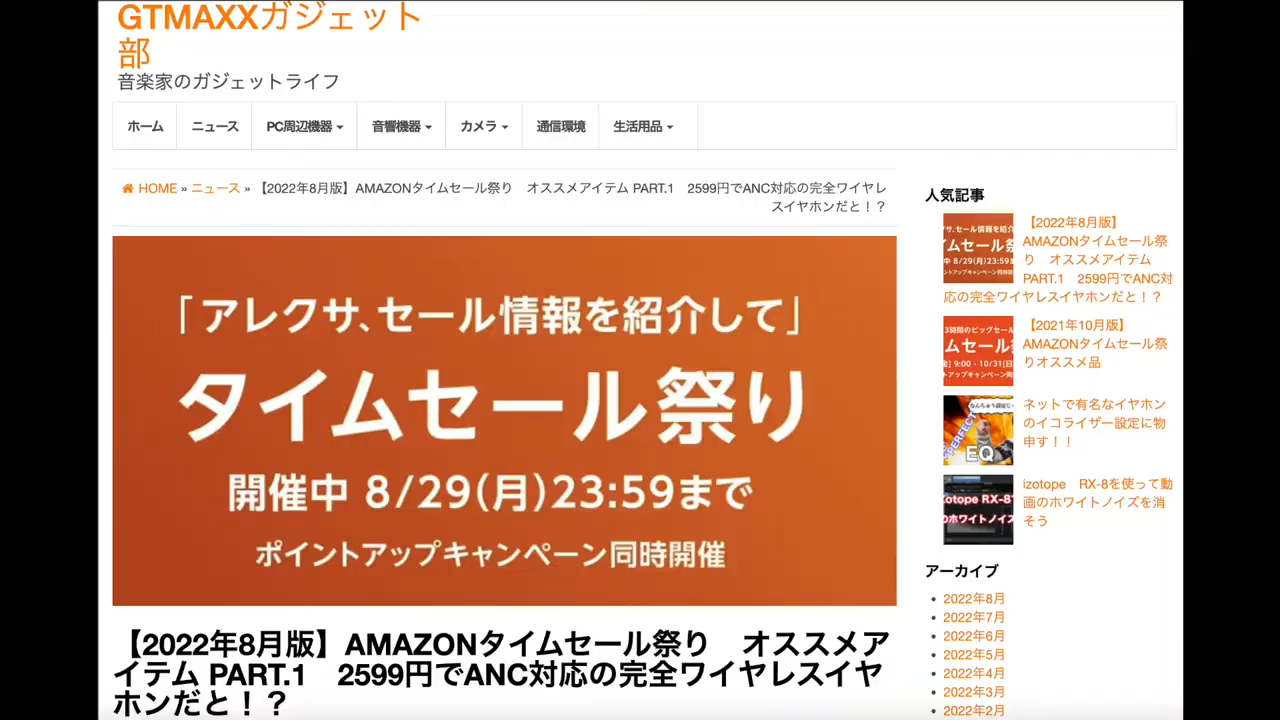 GTMAXXガジェット
部
音楽家のガジェットライフ
ホーム ニュース PC周辺機器 音響機器 カメラ 通信環境 生活用品
HOME » ニュース » 【2022年8月版】AMAZONタイムセール祭り　オススメアイテム PART.1　2599円でANC対応の完全ワイヤレ
スイヤホンだと！？
「アレクサ、セール情報を紹介して」
タイムセール祭り
開催中 8/29(月)23:59まで
ポイントアップキャンペーン同時開催
【2022年8月版】AMAZONタイムセール祭り　オススメア
イテム PART.1　2599円でANC対応の完全ワイヤレスイヤ
ホンだと！？
人気記事
【2022年8月版】
AMAZONタイムセール祭
り　オススメアイテム
PART.1　2599円でANC対
応の完全ワイヤレスイヤホンだと！？
【2021年10月版】
AMAZONタイムセール祭
りオススメ品
ネットで有名なイヤホン
のイコライザー設定に物
申す！！
PERFECT
EQ
izotope　RX-8を使って動
画のホワイトノイズを消
そう
アーカイブ
2022年8月
2022年7月
2022年6月
2022年5月
2022年4月
2022年3月
2022年2月